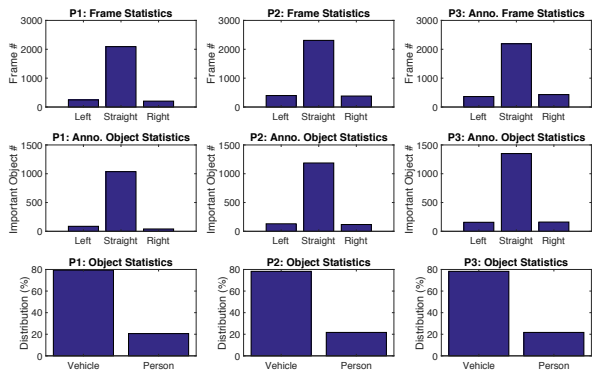 P1: Frame Statistics
Frame #
3000
2000
1000
0
Left Straight Right
P2: Frame Statistics
Frame #
3000
2000
1000
0
Left Straight Right
P3: Anno. Frame Statistics
Frame #
3000
2000
1000
0
Left Straight Right
P1: Anno. Object Statistics
Important Object #
1500
1000
500
0
Left Straight Right
P2: Anno. Object Statistics
Important Object #
1500
1000
500
0
Left Straight Right
P3: Anno. Object Statistics
Important Object #
1500
1000
500
0
Left Straight Right
P1: Object Statistics
Distribution (%)
80
60
40
20
0
Vehicle Person
P2: Object Statistics
Distribution (%)
80
60
40
20
0
Vehicle Person
P3: Object Statistics
Distribution (%)
80
60
40
20
0
Vehicle Person